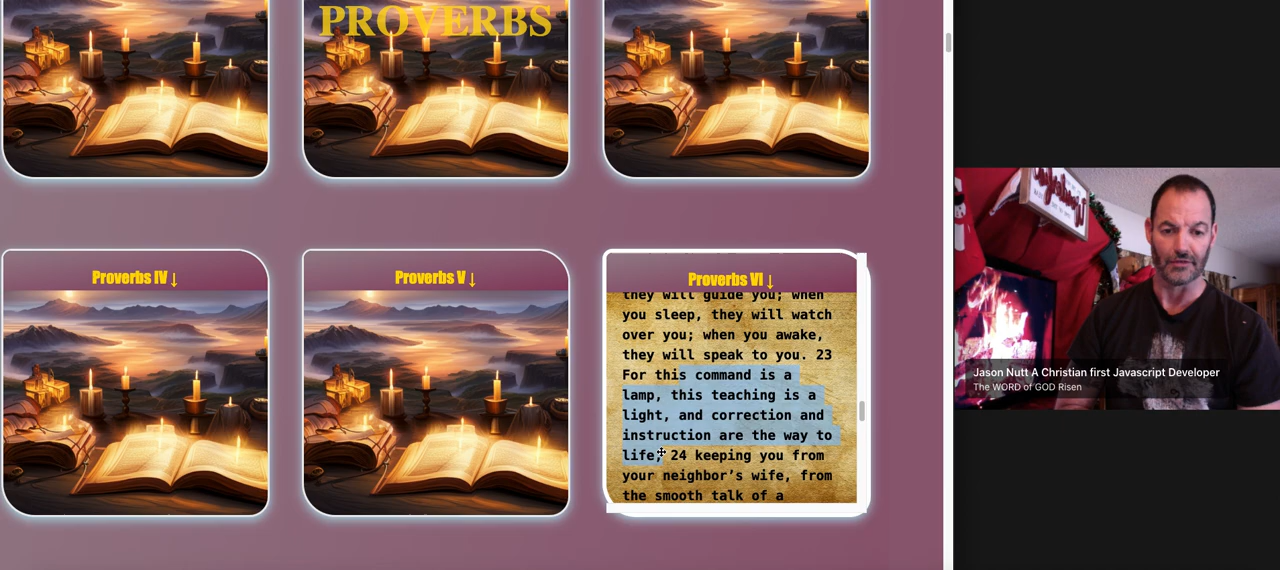 PROVERBS
Proverbs IV ↓
Proverbs V ↓
Proverbs VI ↓
they will guide you; when
you sleep, they will watch
over you; when you awake,
they will speak to you. 23
For this command is a
lamp, this teaching is a
light, and correction and
instruction are the way to
life, 24 keeping you from
your neighbor’s wife, from
the smooth talk of a
Jason Nutt A Christian first Javascript Developer
The WORD of GOD Risen